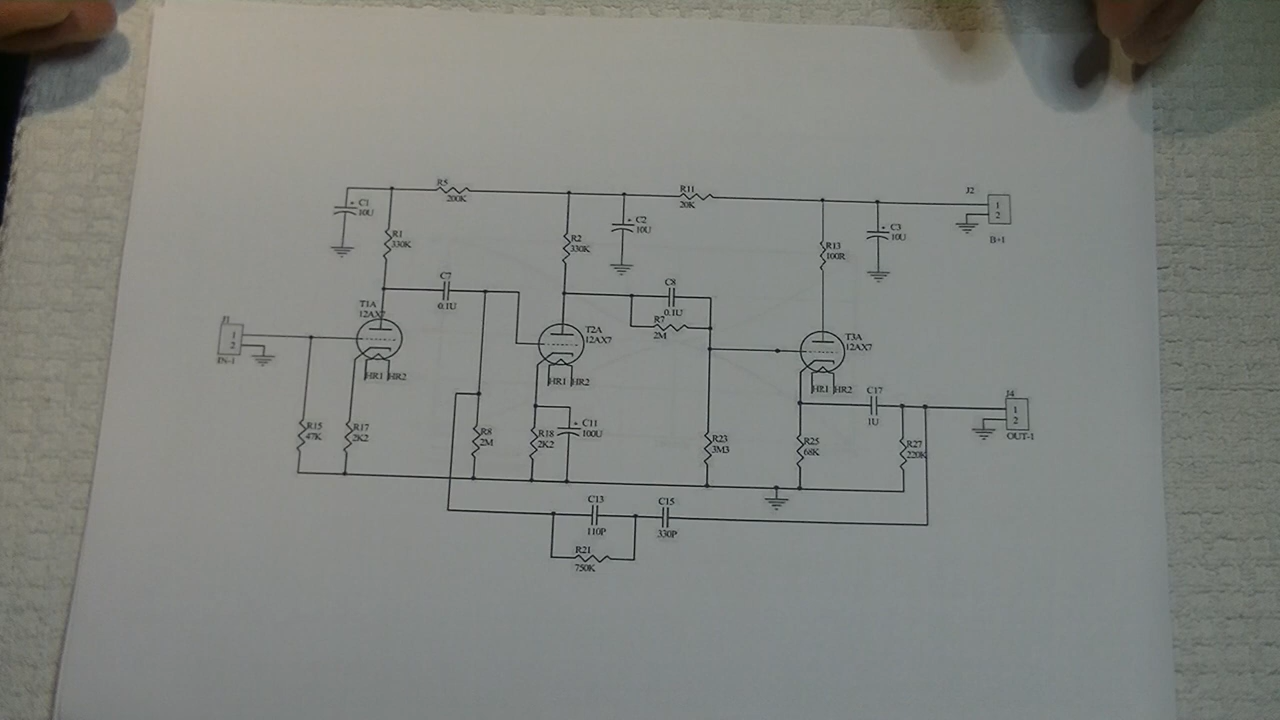 R5
200K
R11
20K
J2
C1
10U
C2
10U
C3
10U
1
2
B+1
R1
330K
R2
330K
R13
100R
C7
0.1U
C8
0.1U
R7
2M
T1A
12AX7
T2A
12AX7
T3A
12AX7
J1
1
2
IN-1
HR1 HR2
HR1 HR2
HR1 HR2
C17
1U
J4
1
2
OUT-1
R15
47K
R17
2K2
R8
2M
R18
2K2
C11
100U
R23
3M3
R25
68K
R27
220K
C13
110P
C15
330P
R21
750K